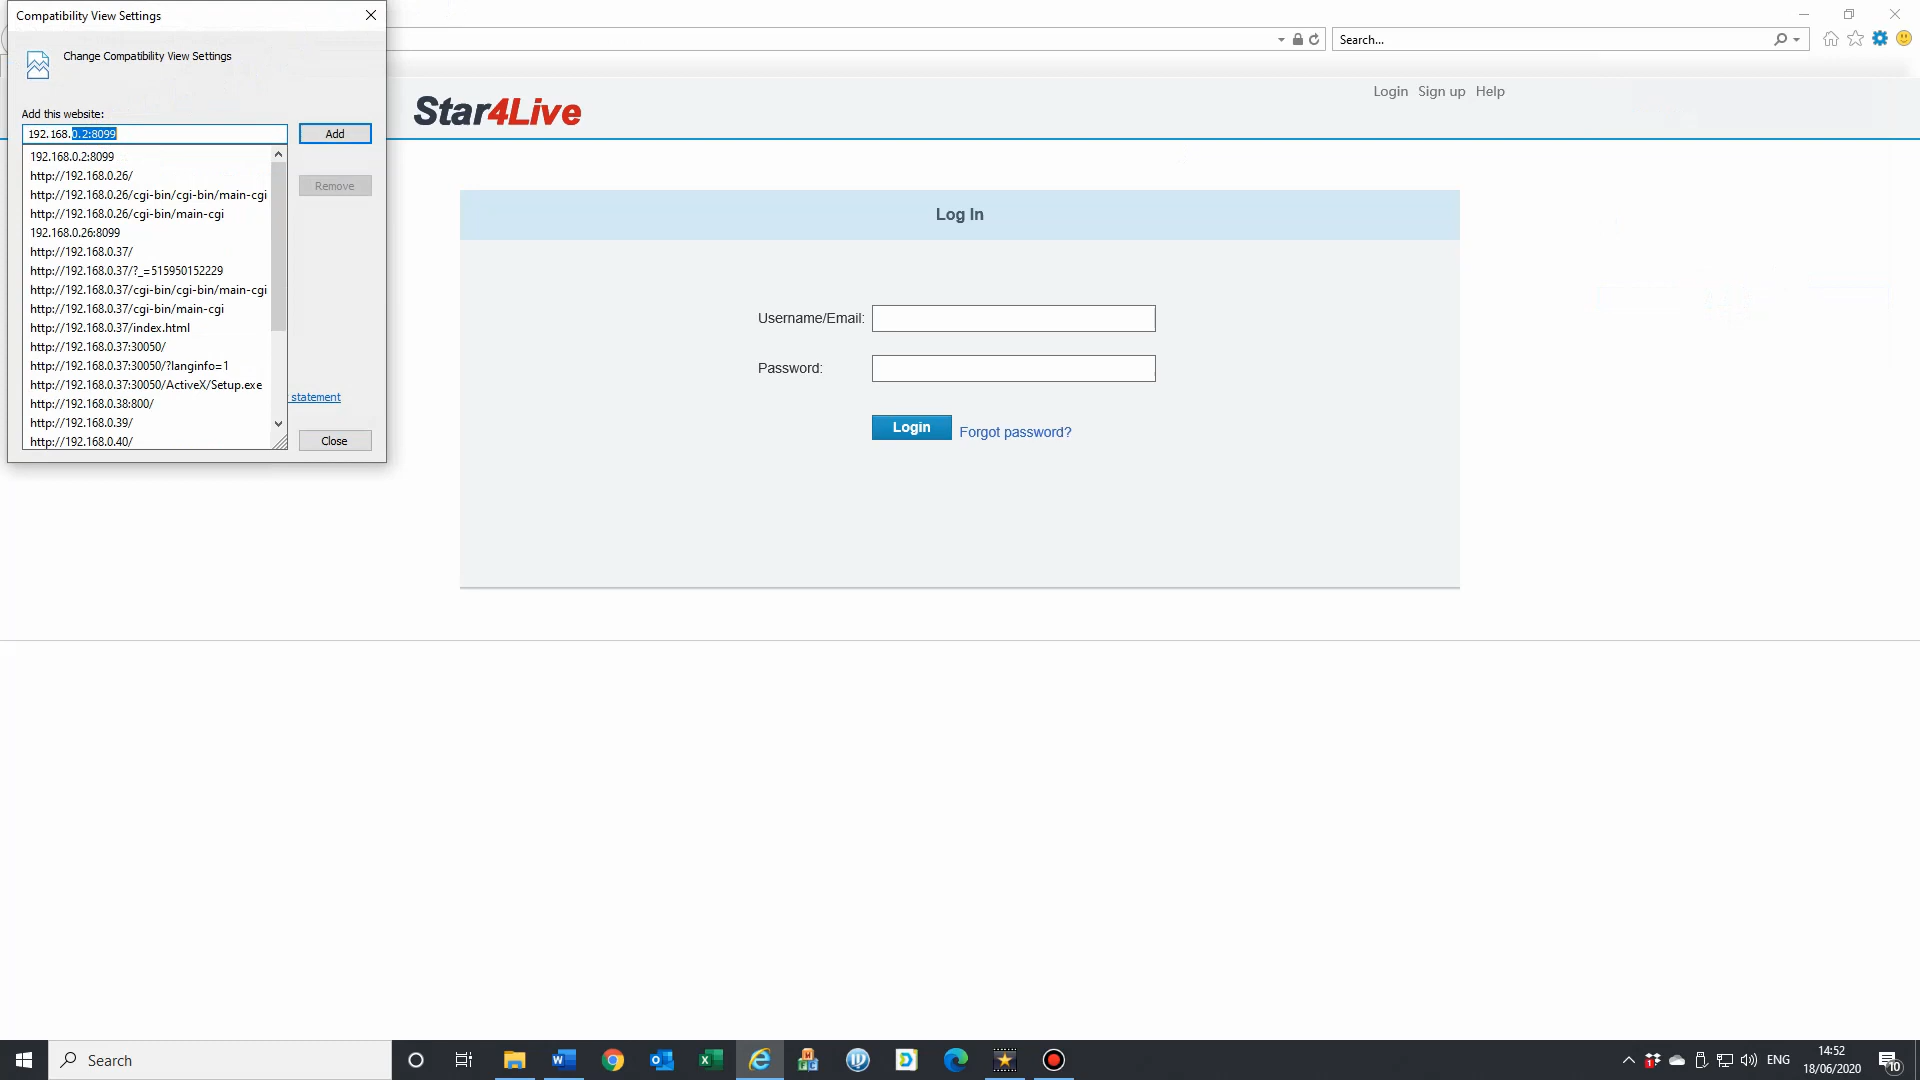 Compatibility View Settings
Change Compatibility View Settings
Add this website:
192.168.0.2:8099
Add
192.168.0.2:8099
http://192.168.0.26/
http://192.168.0.26/cgi-bin/cgi-bin/main-cgi
http://192.168.0.26/cgi-bin/main-cgi
192.168.0.26:8099
http://192.168.0.37/
http://192.168.0.37/?_=515950152229
http://192.168.0.37/cgi-bin/cgi-bin/main-cgi
http://192.168.0.37/cgi-bin/main-cgi
http://192.168.0.37/index.html
http://192.168.0.37:30050/
http://192.168.0.37:30050/?langinfo=1
http://192.168.0.37:30050/ActiveX/Setup.exe
http://192.168.0.38:800/
http://192.168.0.39/
http://192.168.0.40/
Remove
statement
Close
Search...
Star4Live
Login Sign up Help
Log In
Username/Email:
Password:
Login Forgot password?
Search
ENG
14:52
18/06/2020
10